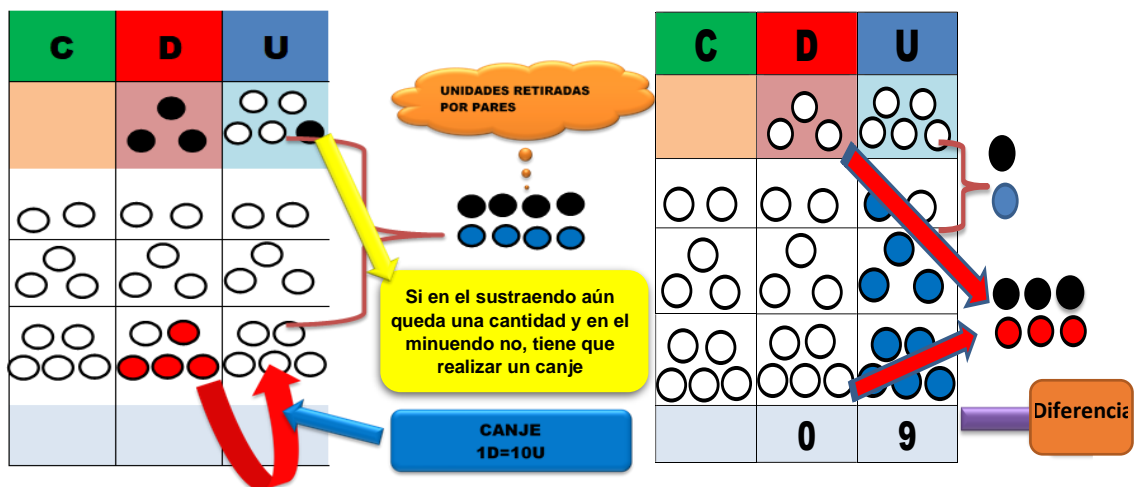 C D U
UNIDADES RETIRADAS
POR PARES
Si en el sustraendo aún
queda una cantidad y en el
minuendo no, tiene que
realizar un canje
CANJE
1D=10U
C D U
0 9
Diferencia